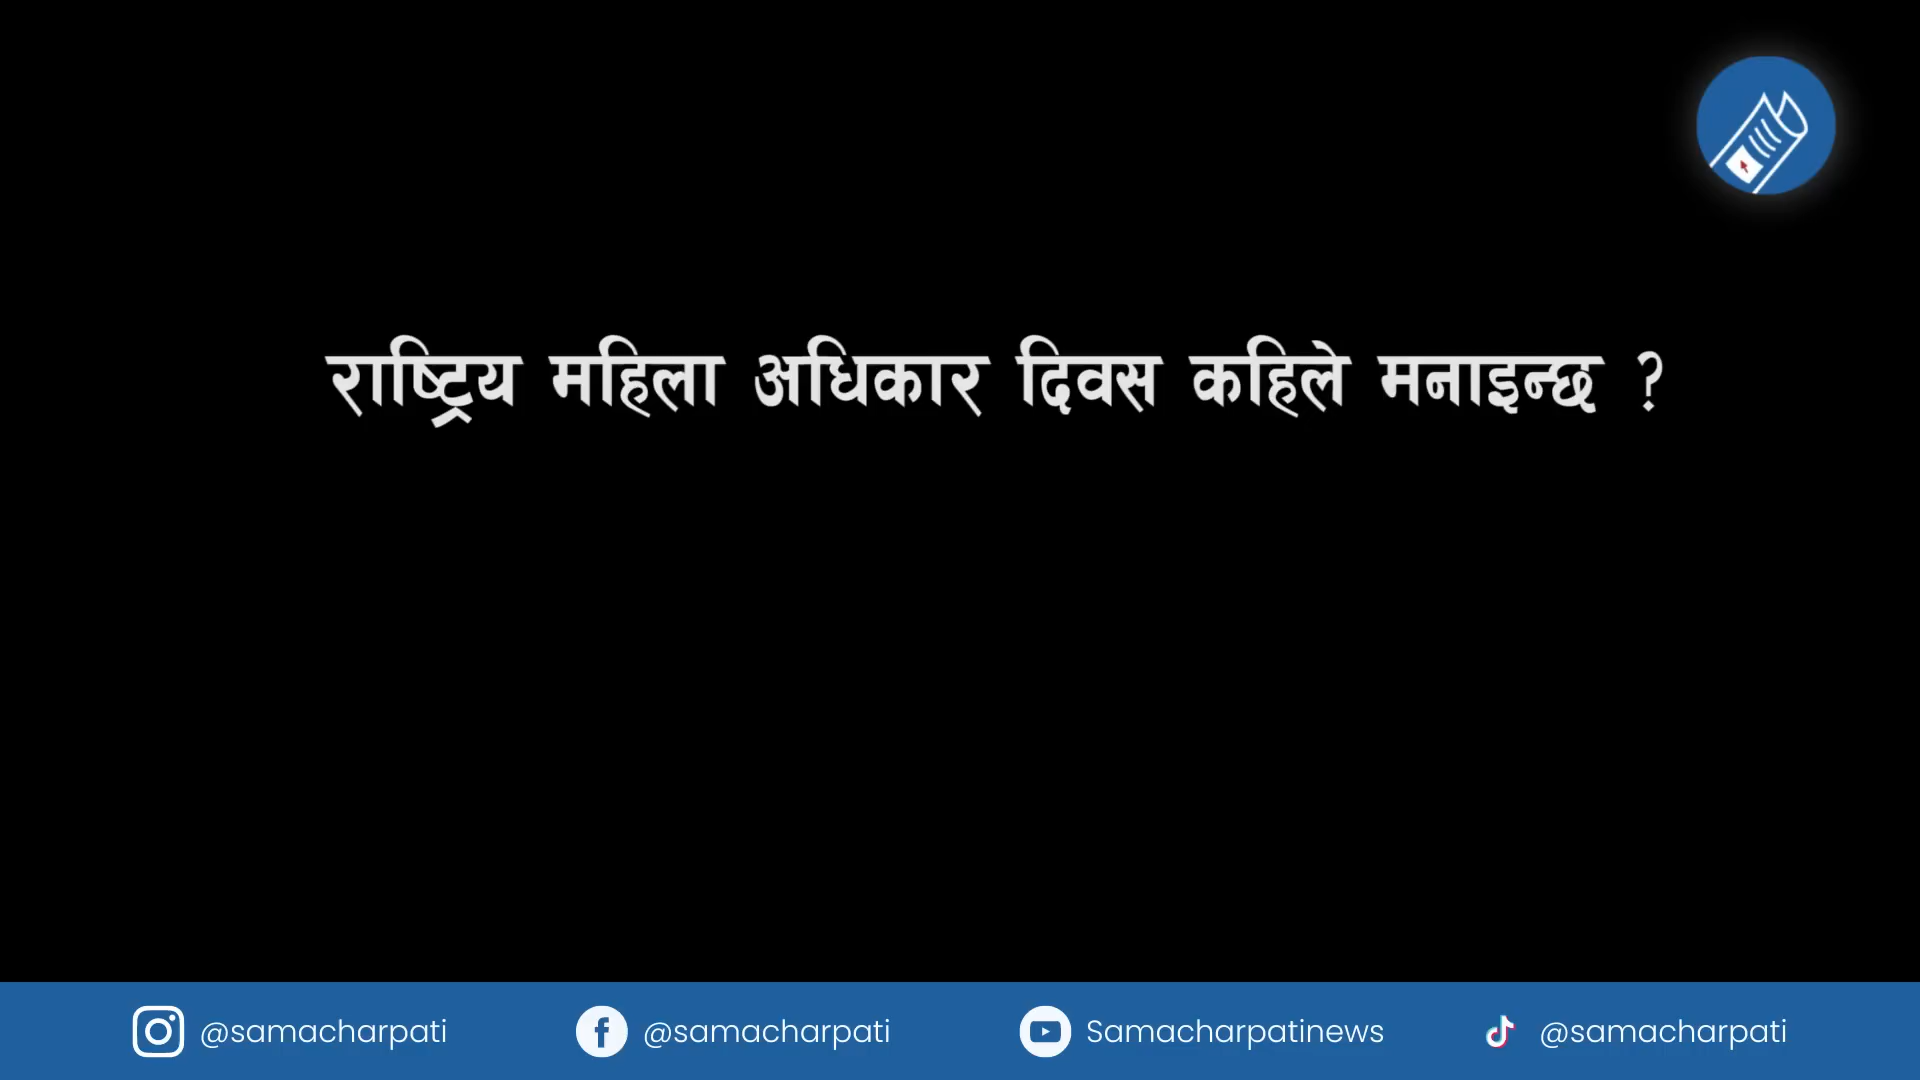 राष्ट्रिय महिला अधिकार दिवस कहिले मनाइन्छ ?
@samacharpati @samacharpati Samacharpatinews @samacharpati